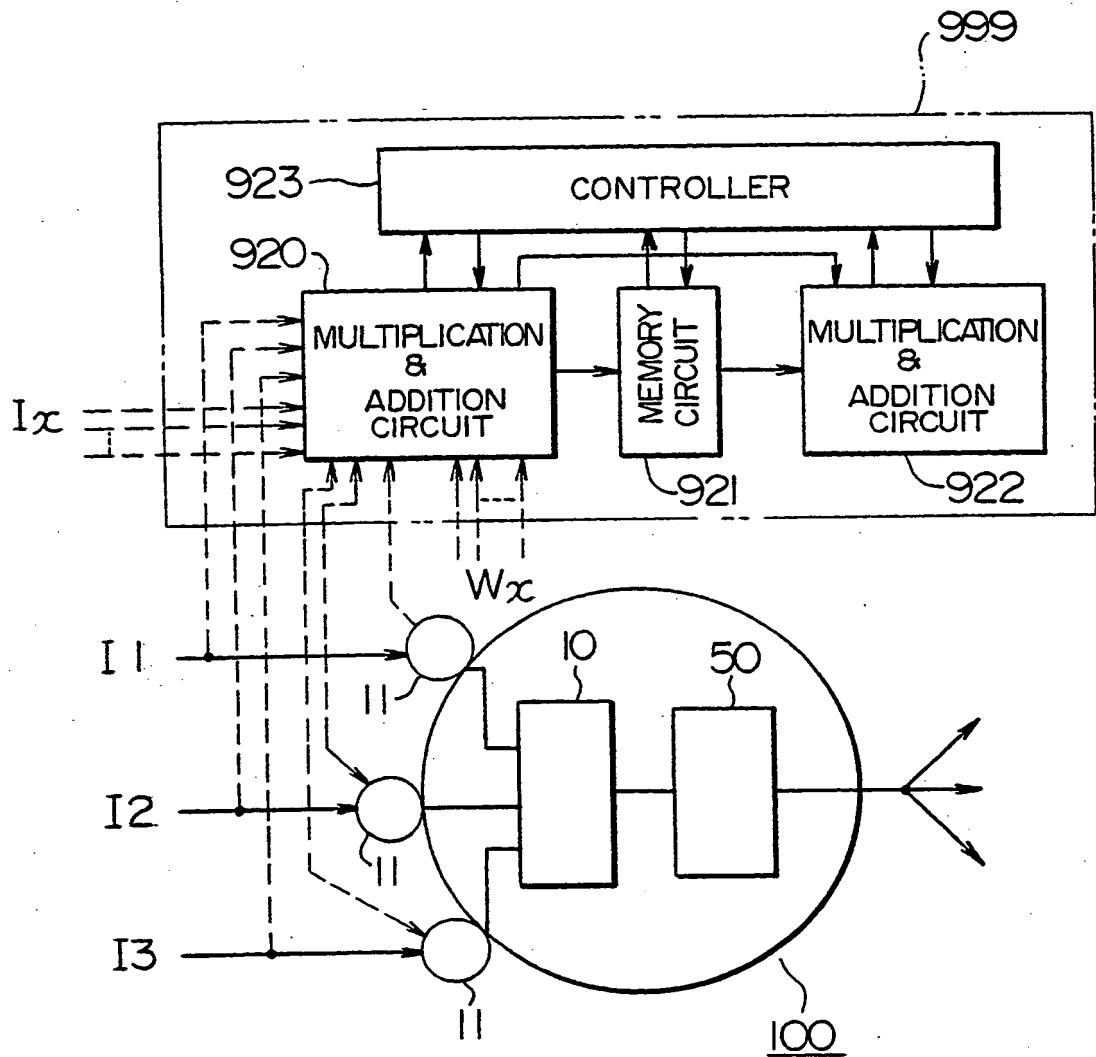 999
923
CONTROLLER
920
MULTIPLICATION
&
ADDITION
CIRCUIT
MEMORY
CIRCUIT
MULTIPLICATION
&
ADDITION
CIRCUIT
Ix
921
922
Wx
I1
11
10
50
I2
11
I3
11
100